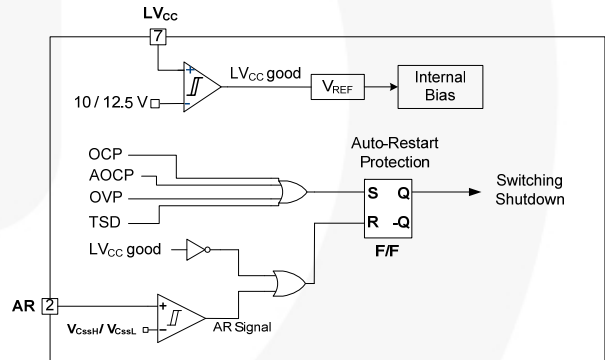 LVCC
7
LVCC good
10 / 12.5 V
VREF
Internal
Bias
Auto-Restart
Protection
OCP
AOCP
OVP
TSD
S Q
R -Q
F/F
Switching
Shutdown
LVCC good
AR 2
VCssH/ VCssL
AR Signal
+
-
+
-